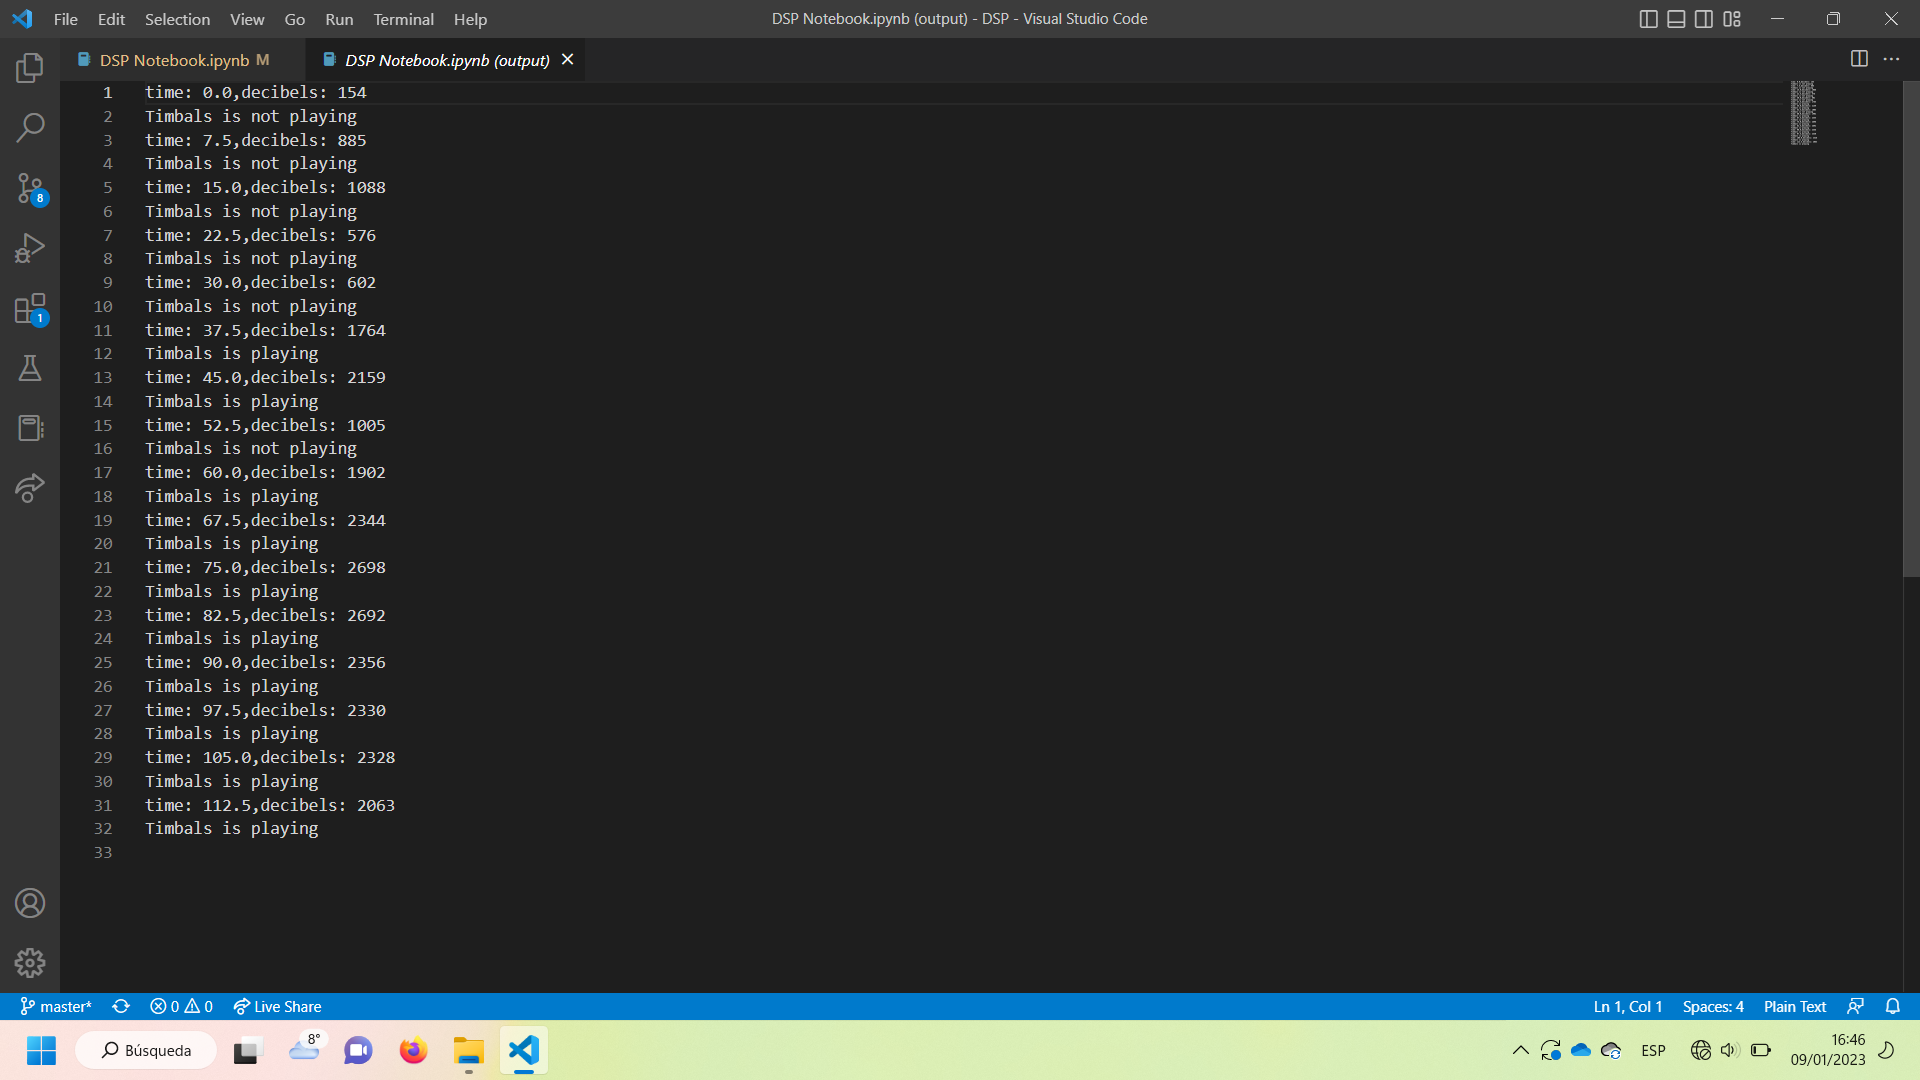 File Edit Selection View Go Run Terminal Help
DSP Notebook.ipynb (output) - DSP - Visual Studio Code
DSP Notebook.ipynb M
DSP Notebook.ipynb (output)
1 time: 0.0,decibels: 154
2 Timbals is not playing
3 time: 7.5,decibels: 885
4 Timbals is not playing
5 time: 15.0,decibels: 1088
6 Timbals is not playing
7 time: 22.5,decibels: 576
8 Timbals is not playing
9 time: 30.0,decibels: 602
10 Timbals is not playing
11 time: 37.5,decibels: 1764
12 Timbals is playing
13 time: 45.0,decibels: 2159
14 Timbals is playing
15 time: 52.5,decibels: 1005
16 Timbals is not playing
17 time: 60.0,decibels: 1902
18 Timbals is playing
19 time: 67.5,decibels: 2344
20 Timbals is playing
21 time: 75.0,decibels: 2698
22 Timbals is playing
23 time: 82.5,decibels: 2692
24 Timbals is playing
25 time: 90.0,decibels: 2356
26 Timbals is playing
27 time: 97.5,decibels: 2330
28 Timbals is playing
29 time: 105.0,decibels: 2328
30 Timbals is playing
31 time: 112.5,decibels: 2063
32 Timbals is playing
33
8
1
master* 0 0 Live Share
Ln 1, Col 1 Spaces: 4 Plain Text
Búsqueda
8°
ESP
16:46
09/01/2023